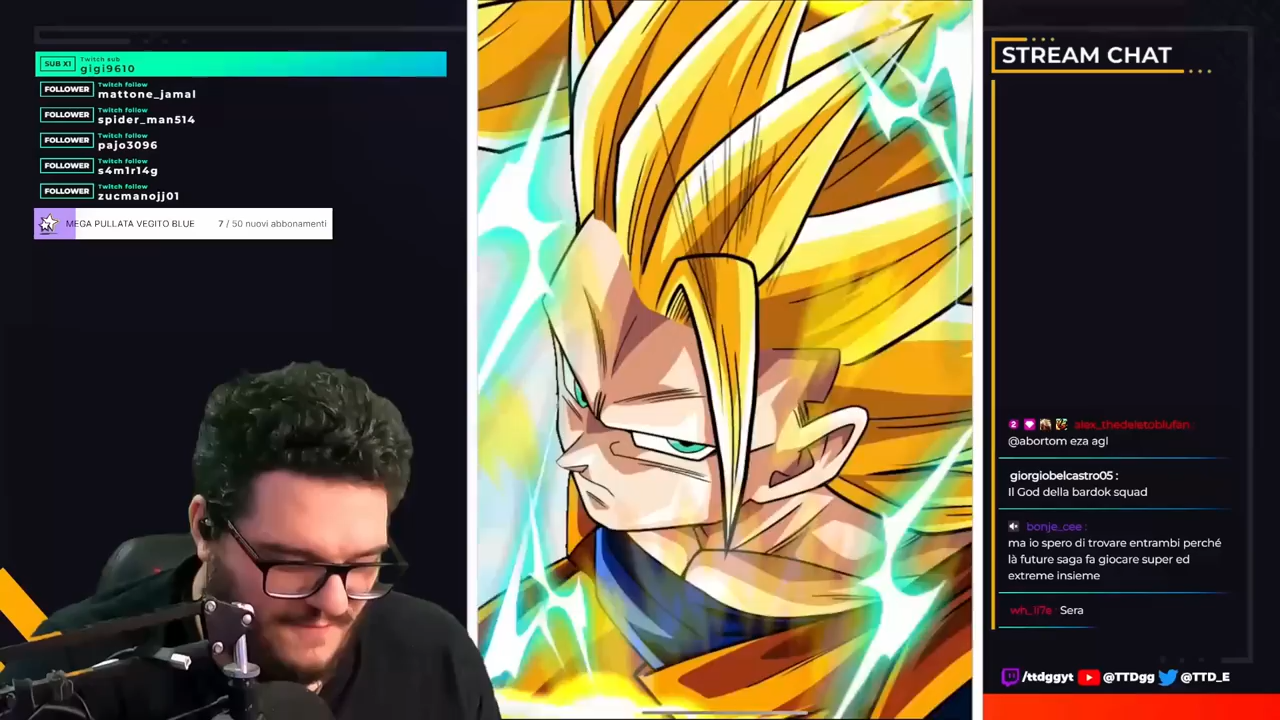 SUB X1
Twitch sub
gigi9610
FOLLOWER
Twitch follow
mattone_jamal
FOLLOWER
Twitch follow
spider_man514
FOLLOWER
Twitch follow
pajo3096
FOLLOWER
Twitch follow
s4m1r14g
FOLLOWER
Twitch follow
zucmanojj01
MEGA PULLATA VEGITO BLUE 7 / 50 nuovi abbonamenti
STREAM CHAT
2 alex_thedeletoblufan :
@abortom eza agl
giorgiobelcastro05 :
Il God della bardok squad
bonje_cee :
ma io spero di trovare entrambi perché
là future saga fa giocare super ed
extreme insieme
wh_1i7e Sera
/ttdggyt @TTDgg @TTD_E